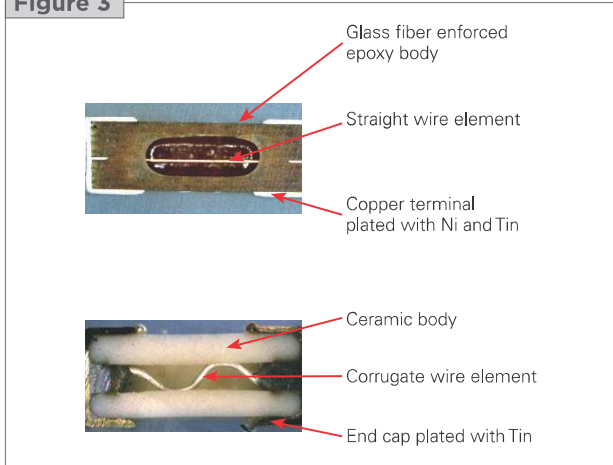 Figure 3
Glass fiber enforced
epoxy body
Straight wire element
Copper terminal
plated with Ni and Tin
Ceramic body
Corrugate wire element
End cap plated with Tin